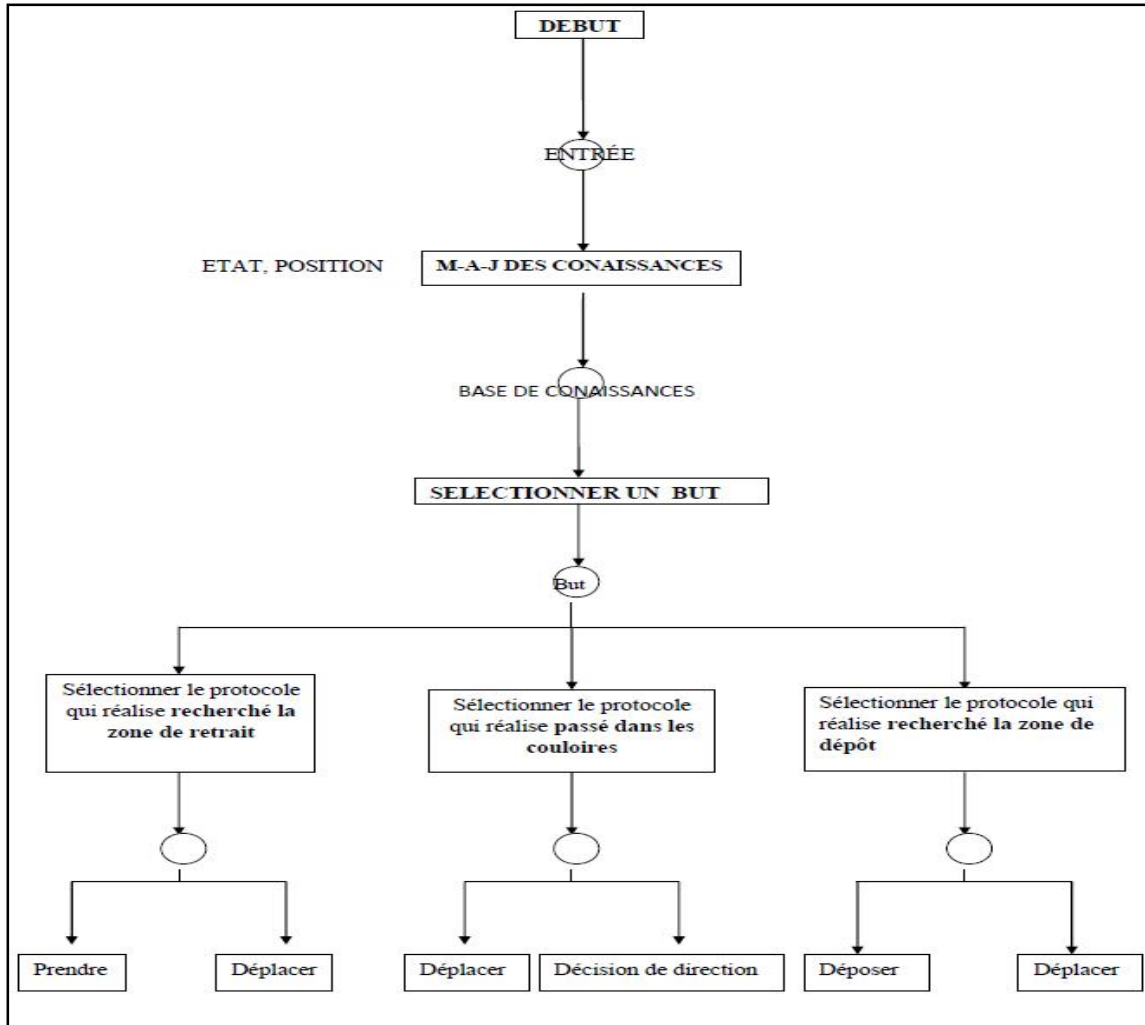 DEBUT
ENTRÉE
ETAT, POSITION
M-A-J DES CONAISSANCES
BASE DE CONAISSANCES
SELECTIONNER UN BUT
But
Sélectionner le protocole
qui réalise recherché la
zone de retrait
Sélectionner le protocole
qui réalise passé dans les
couloires
Sélectionner le protocole qui
réalise recherché la zone de
dépôt
Prendre
Déplacer
Déplacer
Décision de direction
Déposer
Déplacer